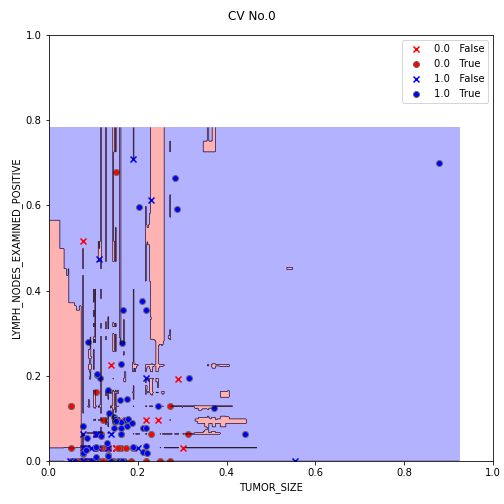 CV No.0
1.0
0.8
0.6
0.4
0.2
0.0
0.0 0.2 0.4 0.6 0.8 1.0
LYMPH_NODES_EXAMINED_POSITIVE
TUMOR_SIZE
0.0 False
0.0 True
1.0 False
1.0 True